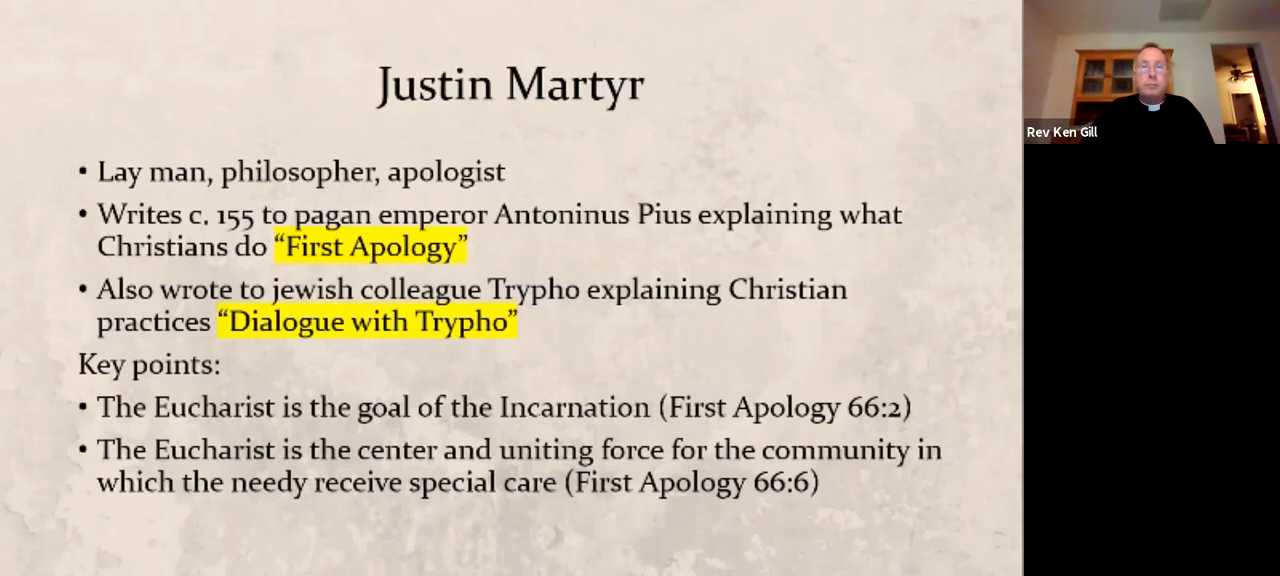 Justin Martyr
• Lay man, philosopher, apologist
• Writes c. 155 to pagan emperor Antoninus Pius explaining what
Christians do “First Apology”
• Also wrote to jewish colleague Trypho explaining Christian
practices “Dialogue with Trypho”
Key points:
• The Eucharist is the goal of the Incarnation (First Apology 66:2)
• The Eucharist is the center and uniting force for the community in
which the needy receive special care (First Apology 66:6)
Rev Ken Gill